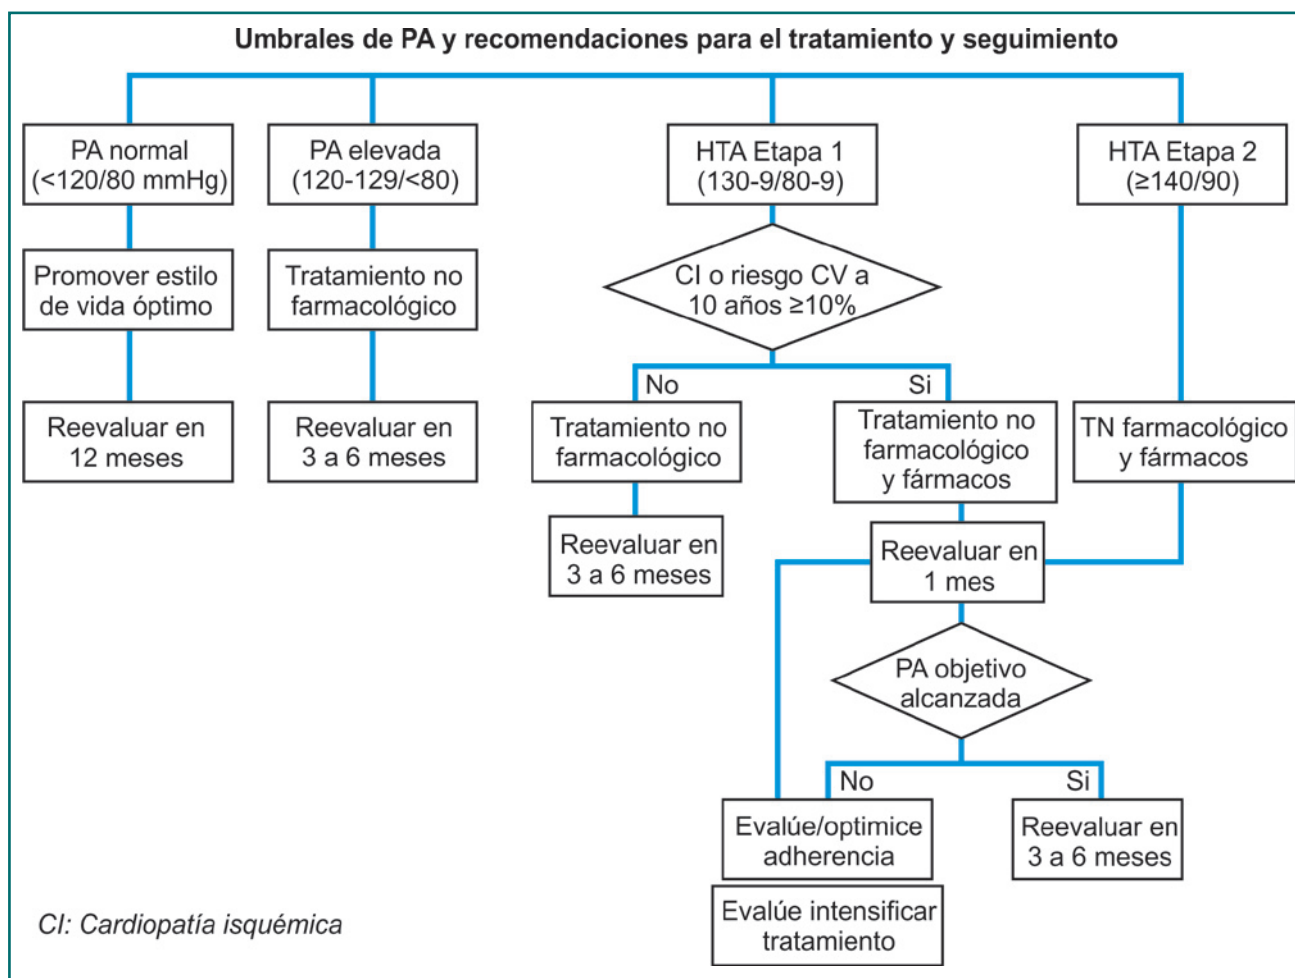 Umbrales de PA y recomendaciones para el tratamiento y seguimiento
PA normal
(<120/80 mmHg)
PA elevada
(120-129/<80)
HTA Etapa 1
(130-9/80-9)
HTA Etapa 2
(≥140/90)
Promover estilo
de vida óptimo
Tratamiento no
farmacológico
CI o riesgo CV a
10 años ≥10%
No
Si
Reevaluar en
12 meses
Reevaluar en
3 a 6 meses
Tratamiento no
farmacológico
Tratamiento no
farmacológico
y fármacos
TN farmacológico
y fármacos
Reevaluar en
3 a 6 meses
Reevaluar en
1 mes
PA objetivo
alcanzada
No
Si
Evalúe/optimice
adherencia
Reevaluar en
3 a 6 meses
Evalúe intensificar
tratamiento
CI: Cardiopatía isquémica